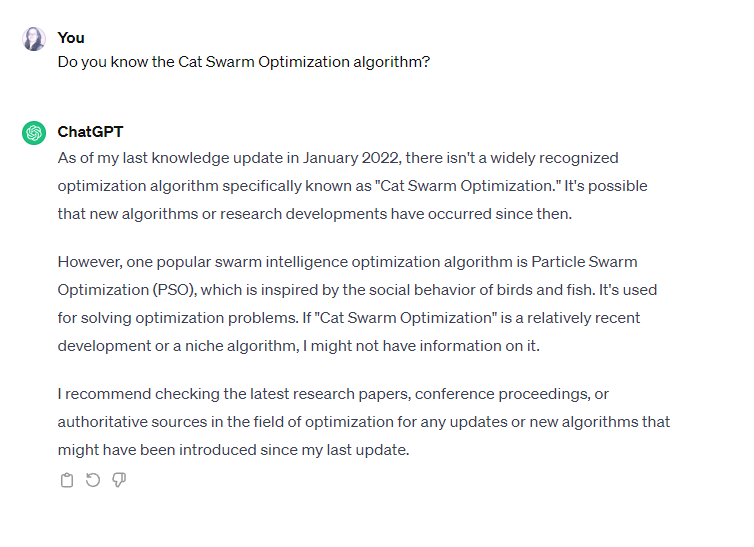 You
Do you know the Cat Swarm Optimization algorithm?
ChatGPT
As of my last knowledge update in January 2022, there isn't a widely recognized
optimization algorithm specifically known as "Cat Swarm Optimization." It's possible
that new algorithms or research developments have occurred since then.
However, one popular swarm intelligence optimization algorithm is Particle Swarm
Optimization (PSO), which is inspired by the social behavior of birds and fish. It's used
for solving optimization problems. If "Cat Swarm Optimization" is a relatively recent
development or a niche algorithm, I might not have information on it.
I recommend checking the latest research papers, conference proceedings, or
authoritative sources in the field of optimization for any updates or new algorithms that
might have been introduced since my last update.